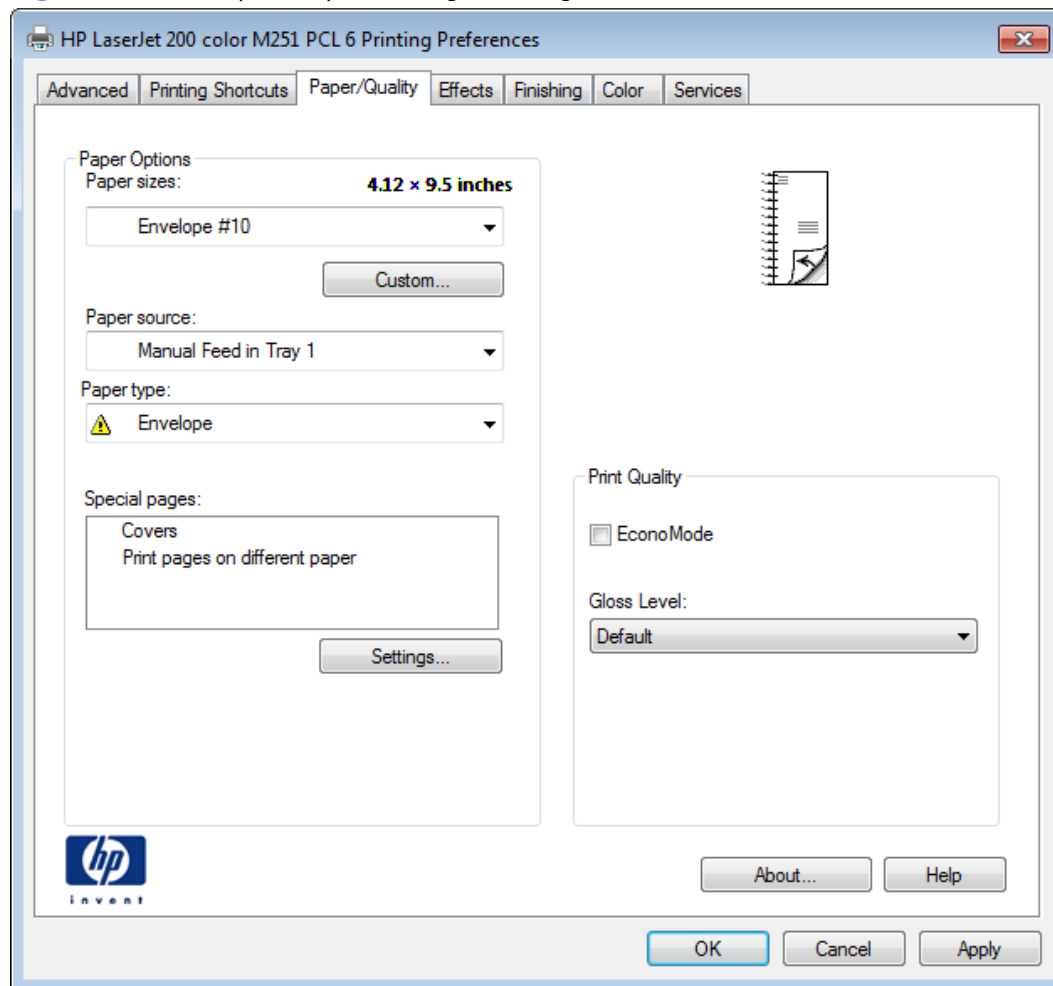 HP LaserJet 200 color M251 PCL 6 Printing Preferences
Advanced Printing Shortcuts Paper/Quality Effects Finishing Color Services
Paper Options
Paper sizes: 4.12 × 9.5 inches
Envelope #10
Custom...
Paper source:
Manual Feed in Tray 1
Paper type:
Envelope
Special pages:
Covers
Print pages on different paper
Settings...
Print Quality
EconoMode
Gloss Level:
Default
hp
invent
About... Help
OK Cancel Apply